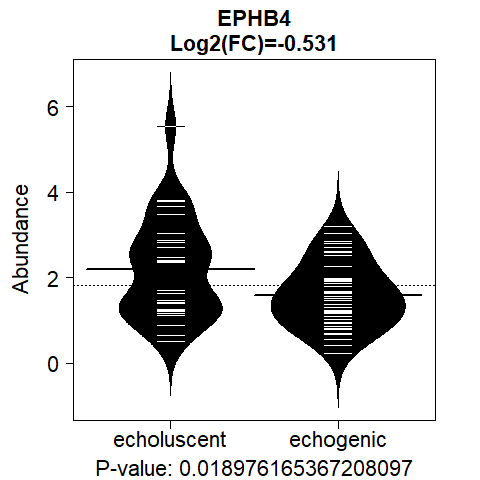 EPHB4
Log2(FC)=-0.531
6
4
2
0
Abundance
echoluscent echogenic
P-value: 0.018976165367208097